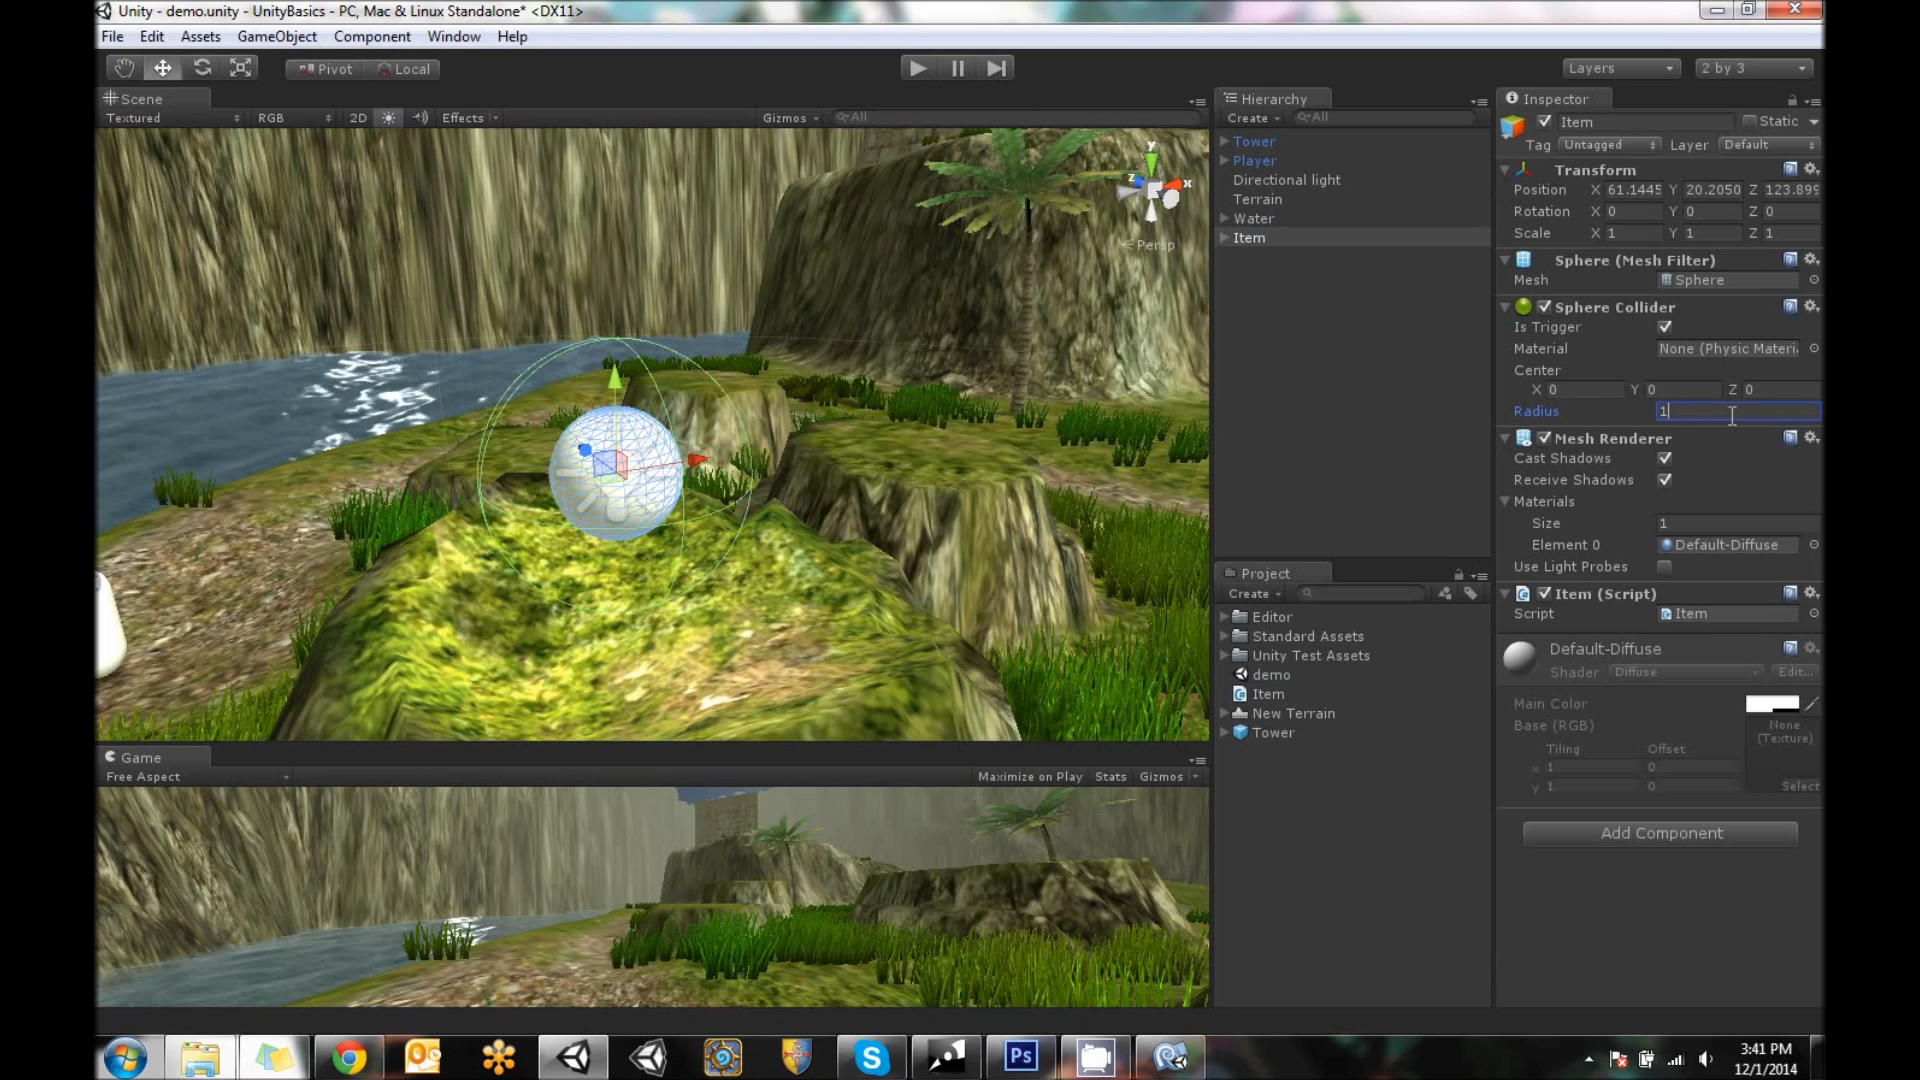 Unity - demo.unity - UnityBasics - PC, Mac & Linux Standalone* <DX11>
File Edit Assets GameObject Component Window Help
Pivot Local
Layers 2 by 3
Scene
Textured RGB 2D Effects Gizmos All
y
z x
Persp
Hierarchy
Create All
Tower
Player
Directional light
Terrain
Water
Item
Project
Create
Editor
Standard Assets
Unity Test Assets
demo
Item
New Terrain
Tower
Inspector
Item Static
Tag Untagged Layer Default
Transform
Position X 61.1445 Y 20.2050 Z 123.899
Rotation X 0 Y 0 Z 0
Scale X 1 Y 1 Z 1
Sphere (Mesh Filter)
Mesh Sphere
Sphere Collider
Is Trigger
Material None (Physic Materi
Center
X 0 Y 0 Z 0
Radius 1
Mesh Renderer
Cast Shadows
Receive Shadows
Materials
Size 1
Element 0 Default-Diffuse
Use Light Probes
Item (Script)
Script Item
Default-Diffuse
Shader Diffuse Edit...
Main Color
Base (RGB) None
(Texture)
Tiling Offset
x 1 0
y 1 0 Select
Add Component
Game
Free Aspect Maximize on Play Stats Gizmos
Ps
3:41 PM
12/1/2014